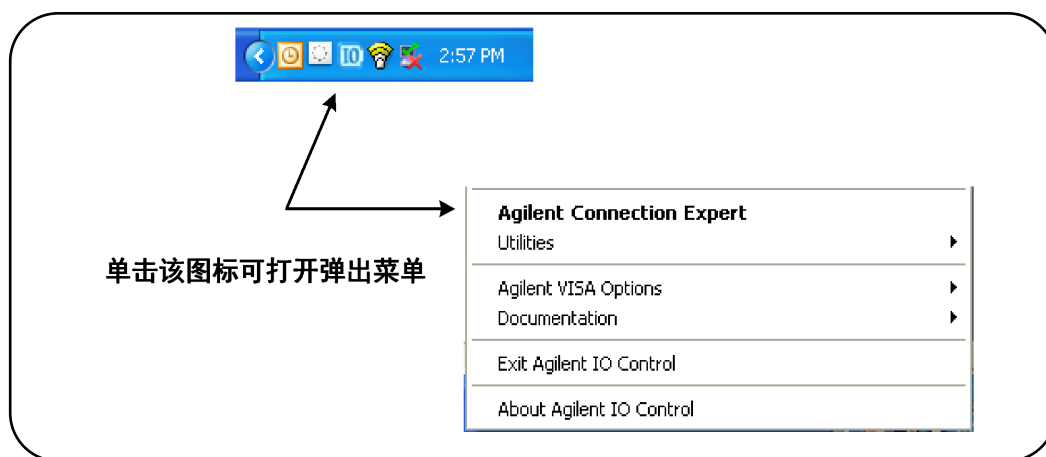 IO 2:57 PM
Agilent Connection Expert
Utilities
单击该图标可打开弹出菜单
Agilent VISA Options
Documentation
Exit Agilent IO Control
About Agilent IO Control